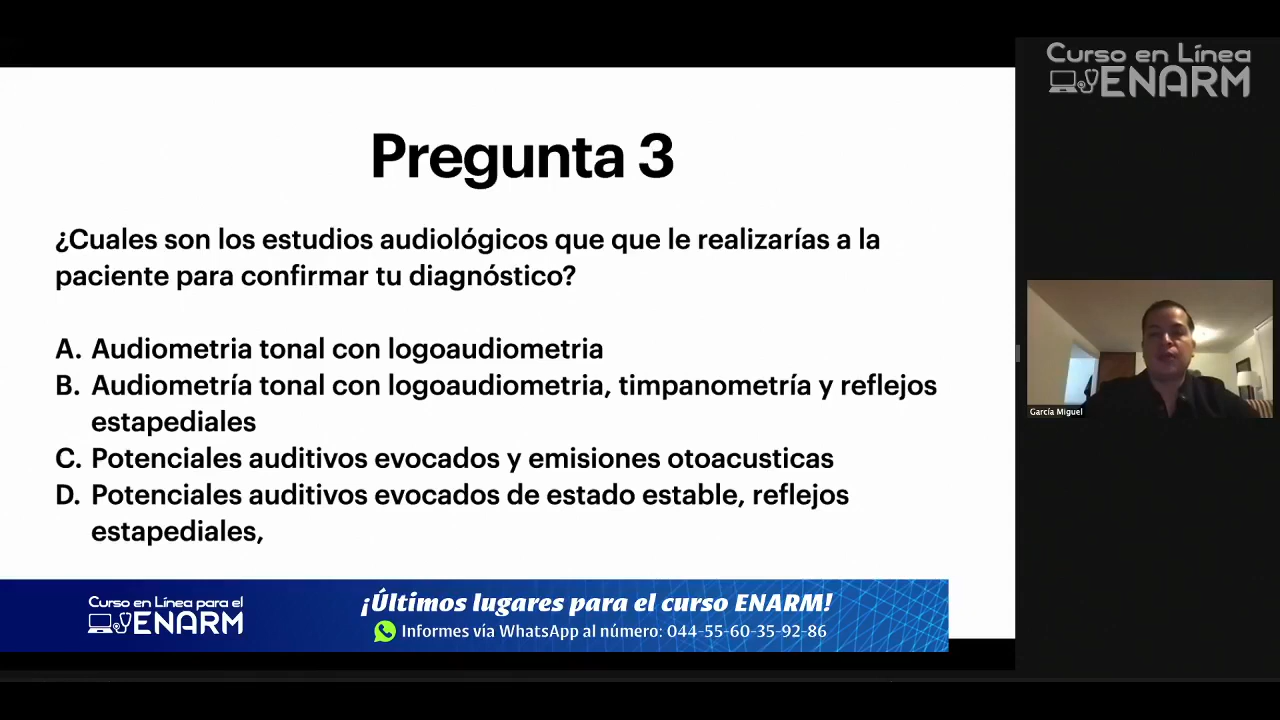 Curso en Línea
ENARM
Pregunta 3
¿Cuales son los estudios audiológicos que que le realizarías a la
paciente para confirmar tu diagnóstico?
A. Audiometria tonal con logoaudiometria
B. Audiometría tonal con logoaudiometria, timpanometría y reflejos
estapediales
C. Potenciales auditivos evocados y emisiones otoacusticas
D. Potenciales auditivos evocados de estado estable, reflejos
estapediales,
García Miguel
Curso en Línea para el
ENARM
¡Últimos lugares para el curso ENARM!
Informes vía WhatsApp al número: 044-55-60-35-92-86